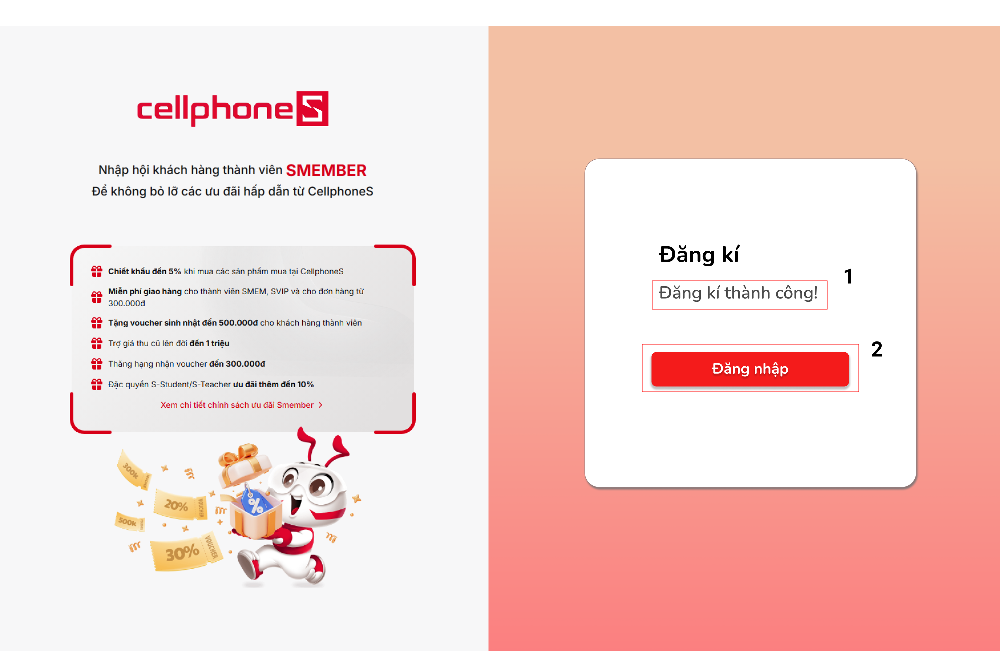 cellphoneS
Nhập hội khách hàng thành viên SMEMBER
Để không bỏ lỡ các ưu đãi hấp dẫn từ CellphoneS
Chiết khấu đến 5% khi mua các sản phẩm mua tại CellphoneS
Miễn phí giao hàng cho thành viên SMEM, SVIP và cho đơn hàng từ
300.000đ
Tặng voucher sinh nhật đến 500.000đ cho khách hàng thành viên
Trợ giá thu cũ lên đời đến 1 triệu
Thăng hạng nhận voucher đến 300.000đ
Đặc quyền S-Student/S-Teacher ưu đãi thêm đến 10%
Xem chi tiết chính sách ưu đãi Smember
300k VOUCHER
20% VOUCHER
500k VOUCHER
30% VOUCHER
%
Đăng kí
1
Đăng kí thành công!
2
Đăng nhập